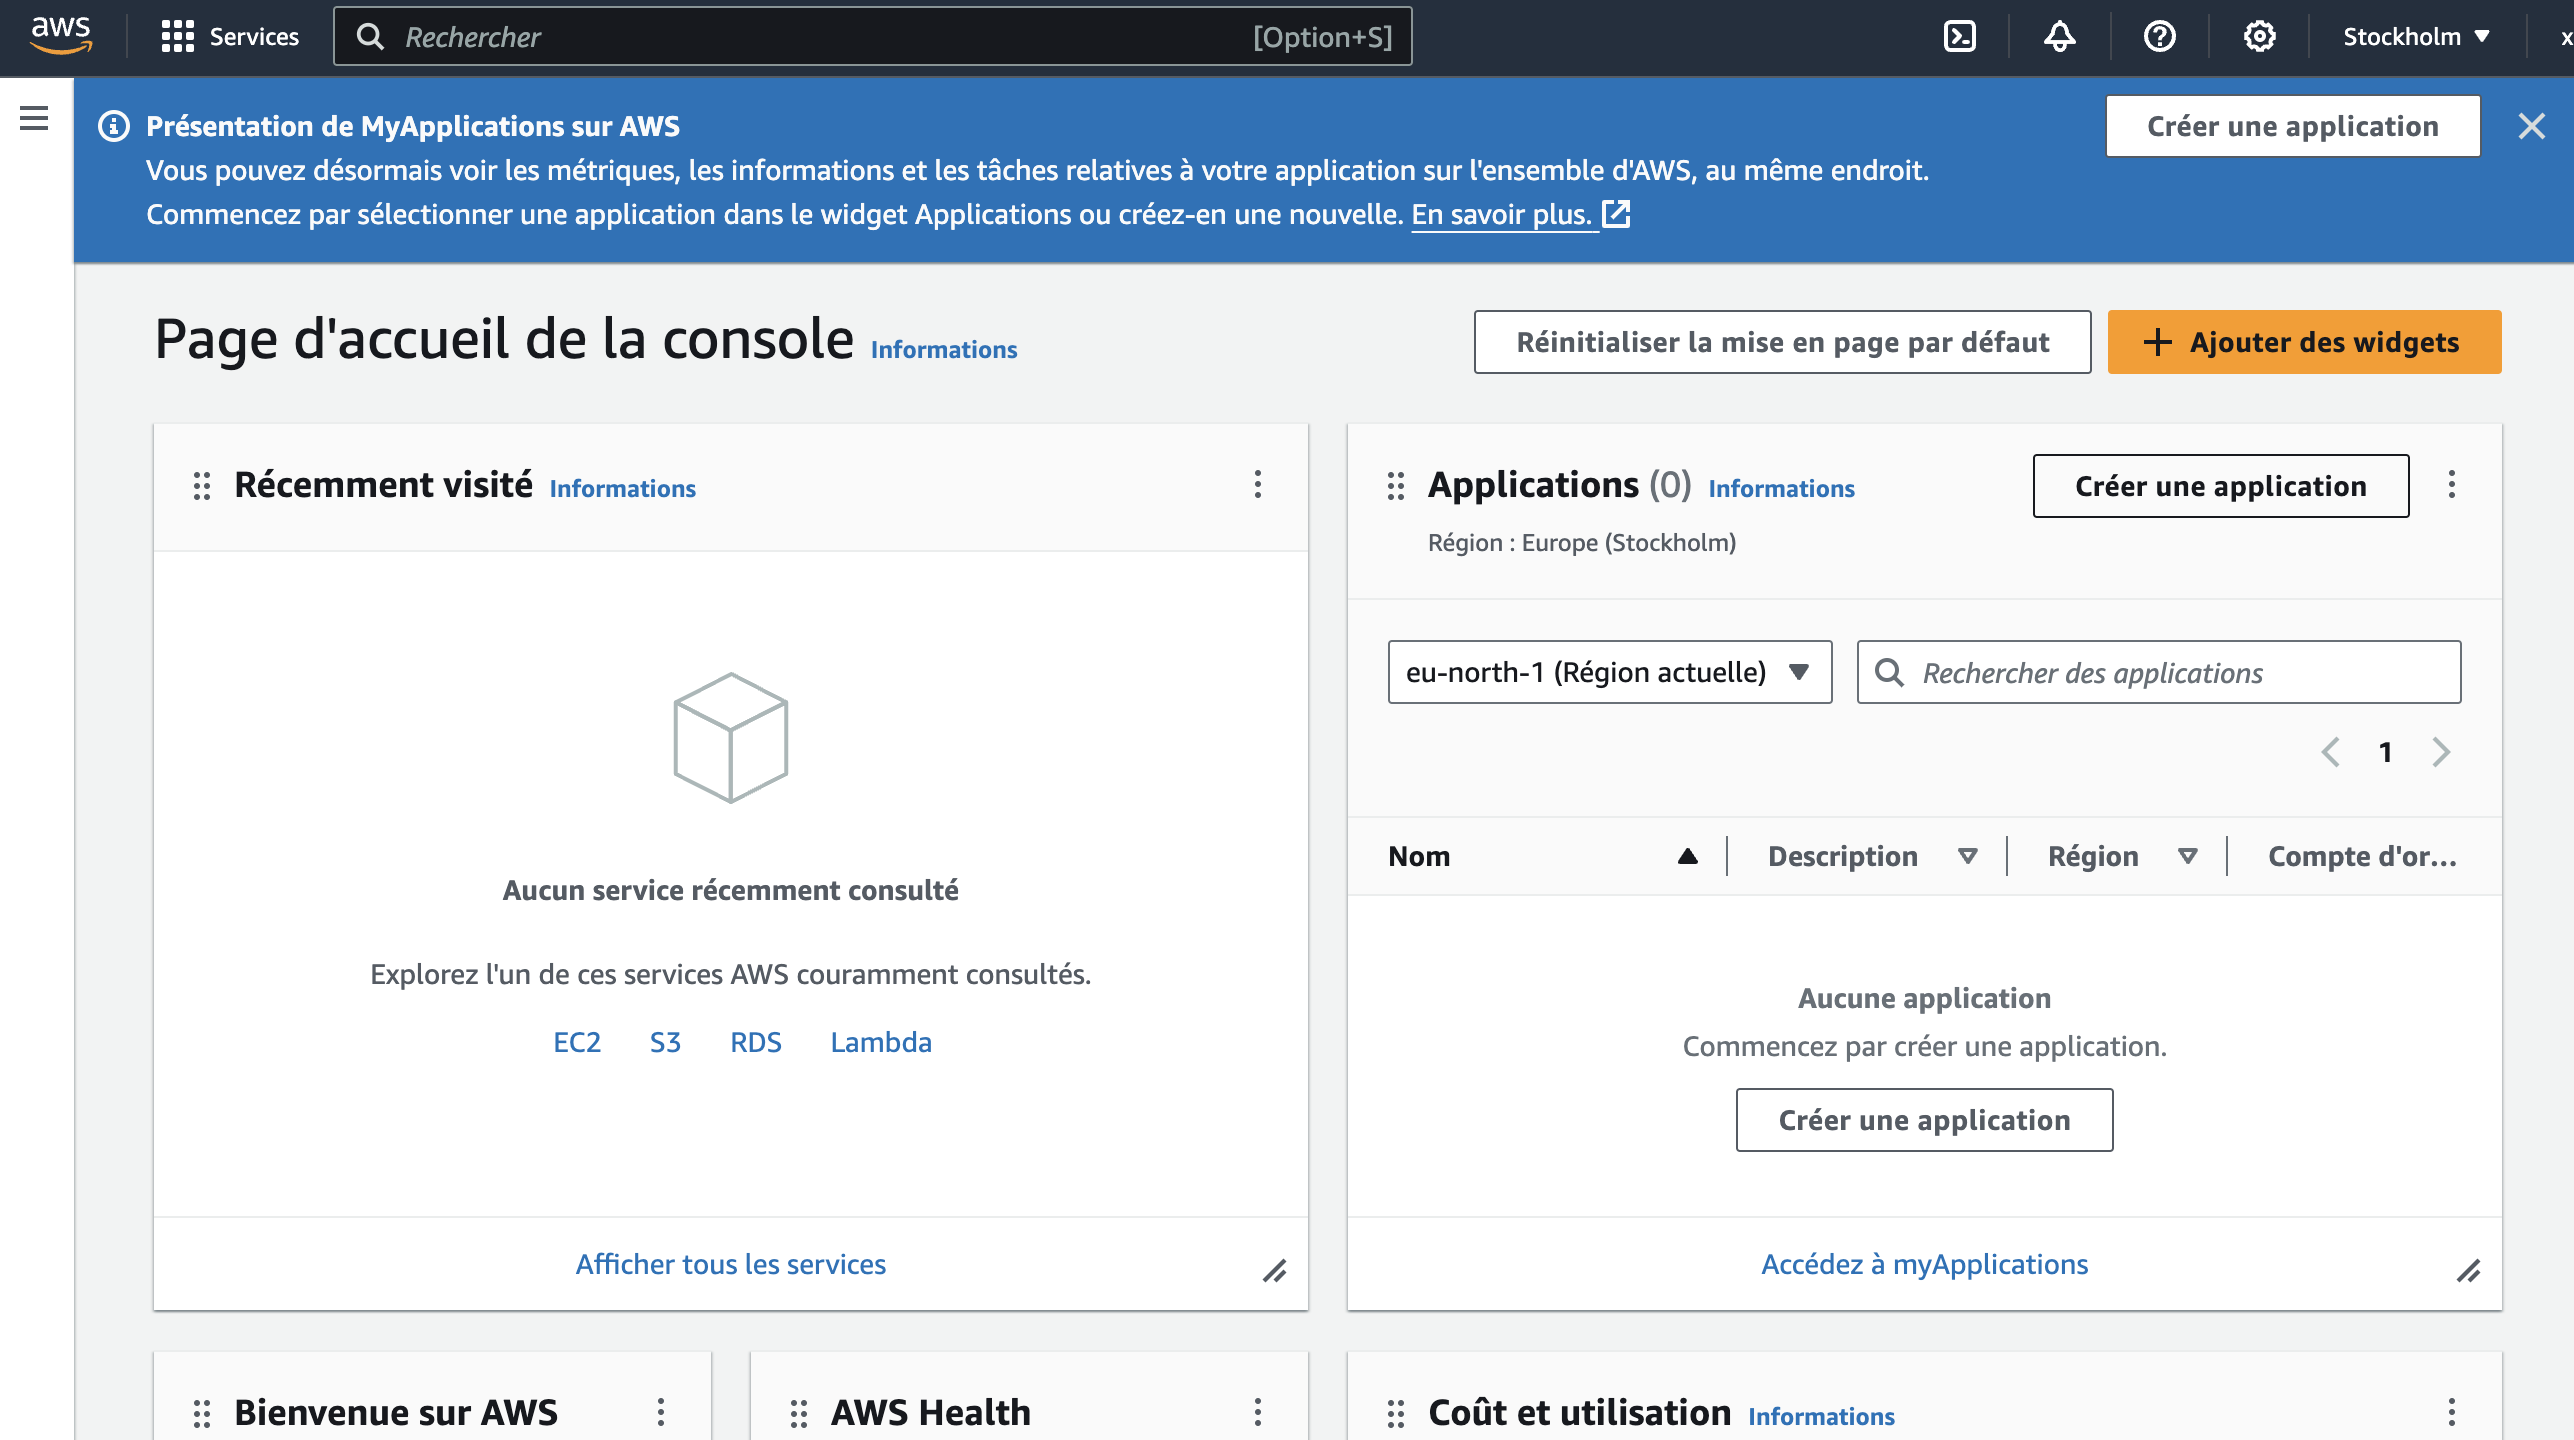 aws
Services
Rechercher [Option+S]
Stockholm
Présentation de MyApplications sur AWS
Vous pouvez désormais voir les métriques, les informations et les tâches relatives à votre application sur l'ensemble d'AWS, au même endroit.
Commencez par sélectionner une application dans le widget Applications ou créez-en une nouvelle. En savoir plus.
Créer une application
Page d'accueil de la console Informations
Réinitialiser la mise en page par défaut
Ajouter des widgets
Récemment visité Informations
Aucun service récemment consulté
Explorez l'un de ces services AWS couramment consultés.
EC2 S3 RDS Lambda
Afficher tous les services
Applications (0) Informations
Région : Europe (Stockholm)
Créer une application
eu-north-1 (Région actuelle)
Rechercher des applications
1
Nom Description Région Compte d'or...
Aucune application
Commencez par créer une application.
Créer une application
Accédez à myApplications
Bienvenue sur AWS
AWS Health
Coût et utilisation Informations